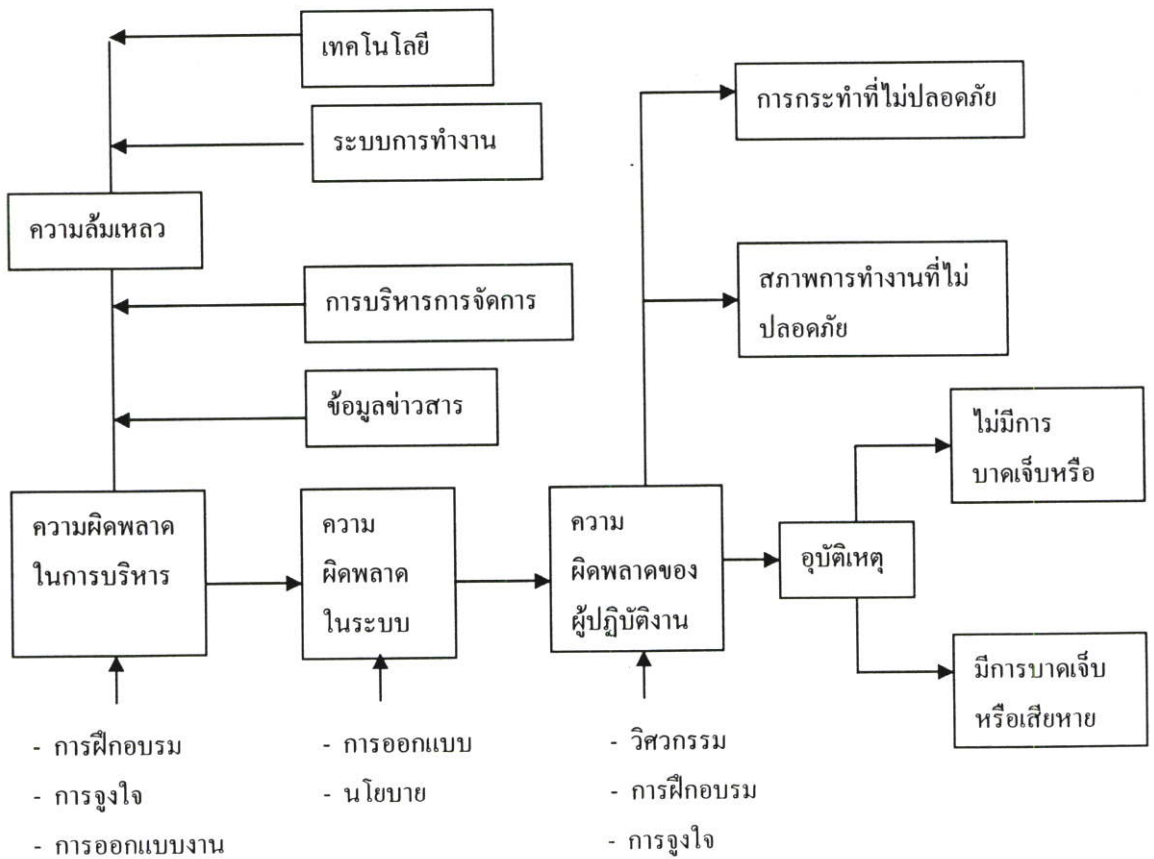 เทคโนโลยี
ระบบการทำงาน
ความล้มเหลว
การบริหารการจัดการ
ข้อมูลข่าวสาร
การกระทำที่ไม่ปลอดภัย
สภาพการทำงานที่ไม่
ปลอดภัย
ความผิดพลาด
ในการบริหาร
ความ
ผิดพลาด
ในระบบ
ความ
ผิดพลาดของ
ผู้ปฏิบัติงาน
อุบัติเหตุ
ไม่มีการ
บาดเจ็บหรือ
มีการบาดเจ็บ
หรือเสียหาย
- การฝึกอบรม
- การจูงใจ
- การออกแบบงาน
- การออกแบบ
- นโยบาย
- วิศวกรรม
- การฝึกอบรม
- การจูงใจ